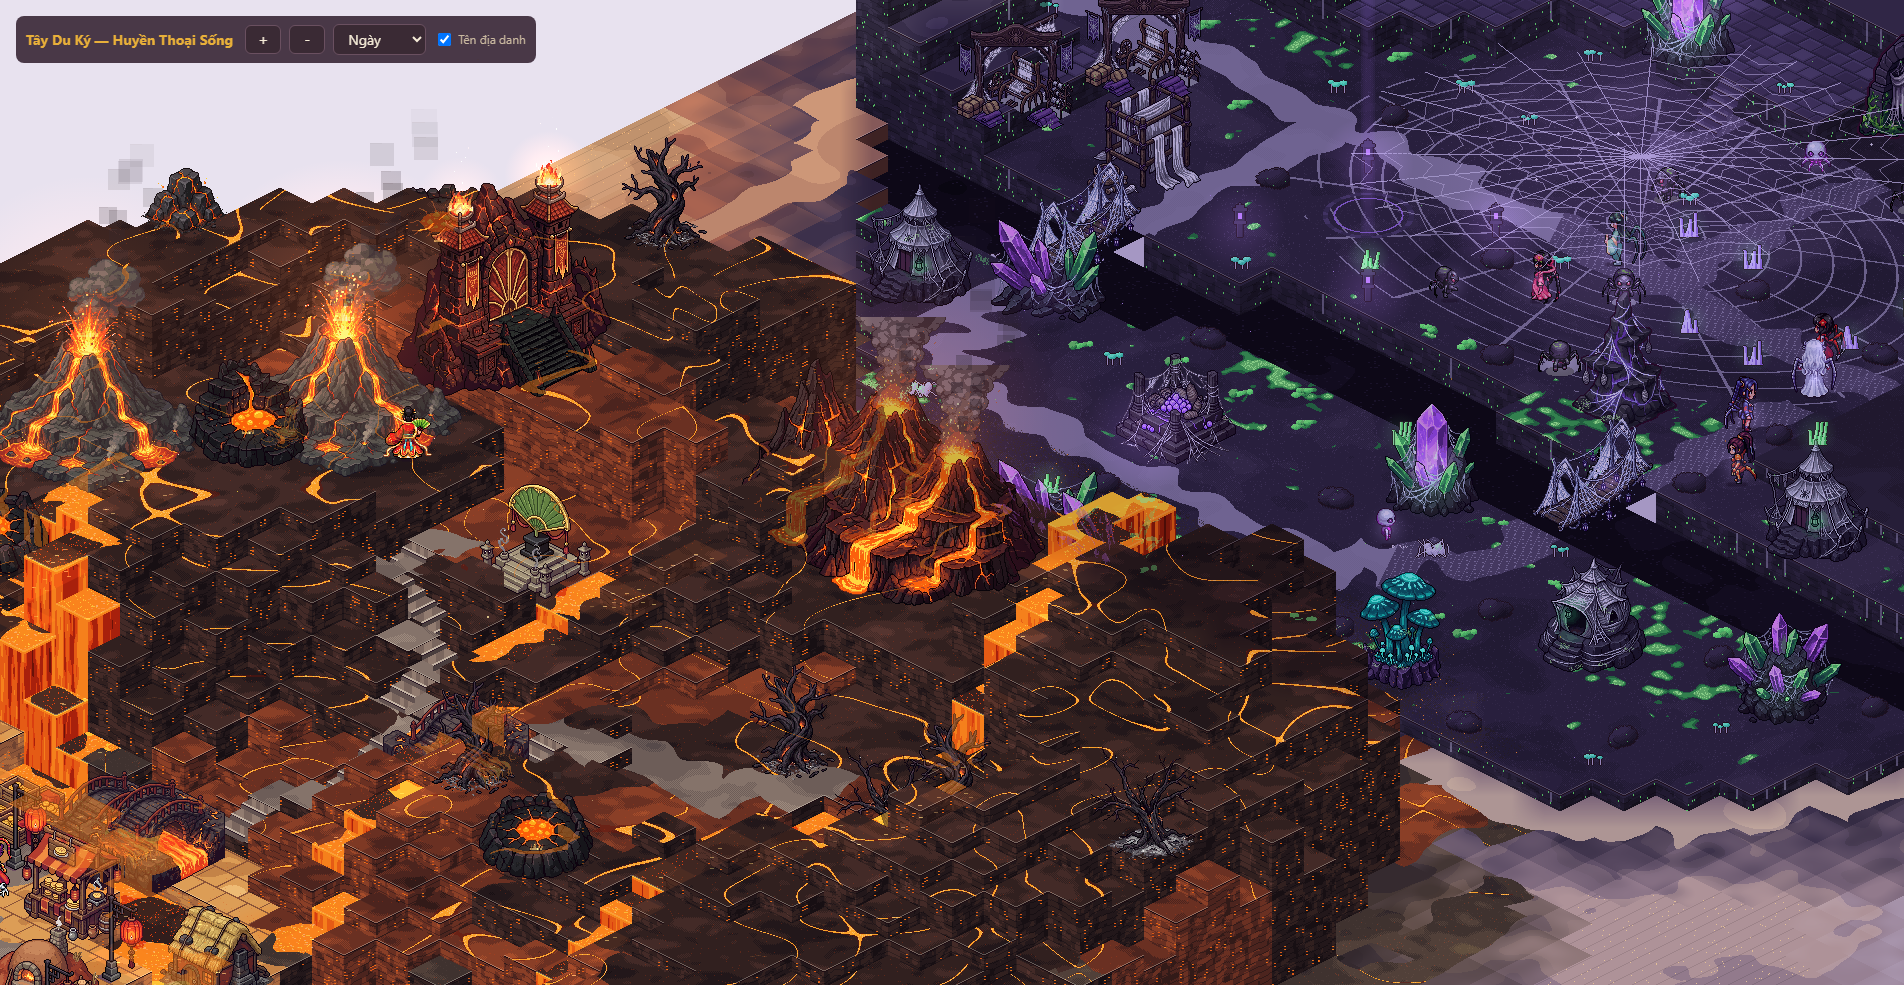 Tây Du Ký — Huyền Thoại Sống + - Ngày Tên địa danh